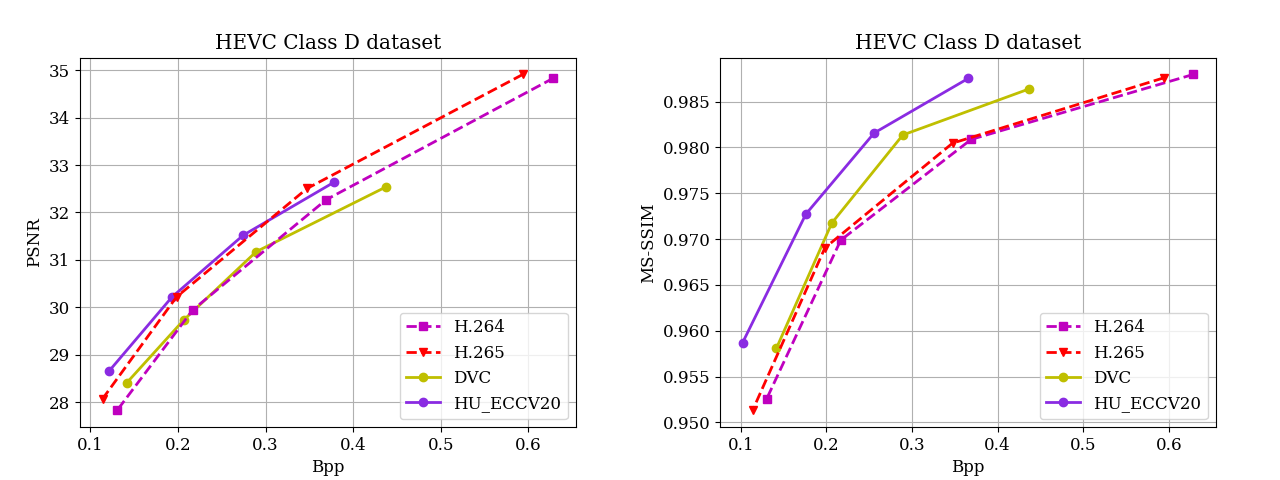 HEVC Class D dataset
35
34
33
32
31
30
29
28
PSNR
0.1 0.2 0.3 0.4 0.5 0.6
Bpp
H.264
H.265
DVC
HU_ECCV20
HEVC Class D dataset
0.985
0.980
0.975
0.970
0.965
0.960
0.955
0.950
MS-SSIM
0.1 0.2 0.3 0.4 0.5 0.6
Bpp
H.264
H.265
DVC
HU_ECCV20